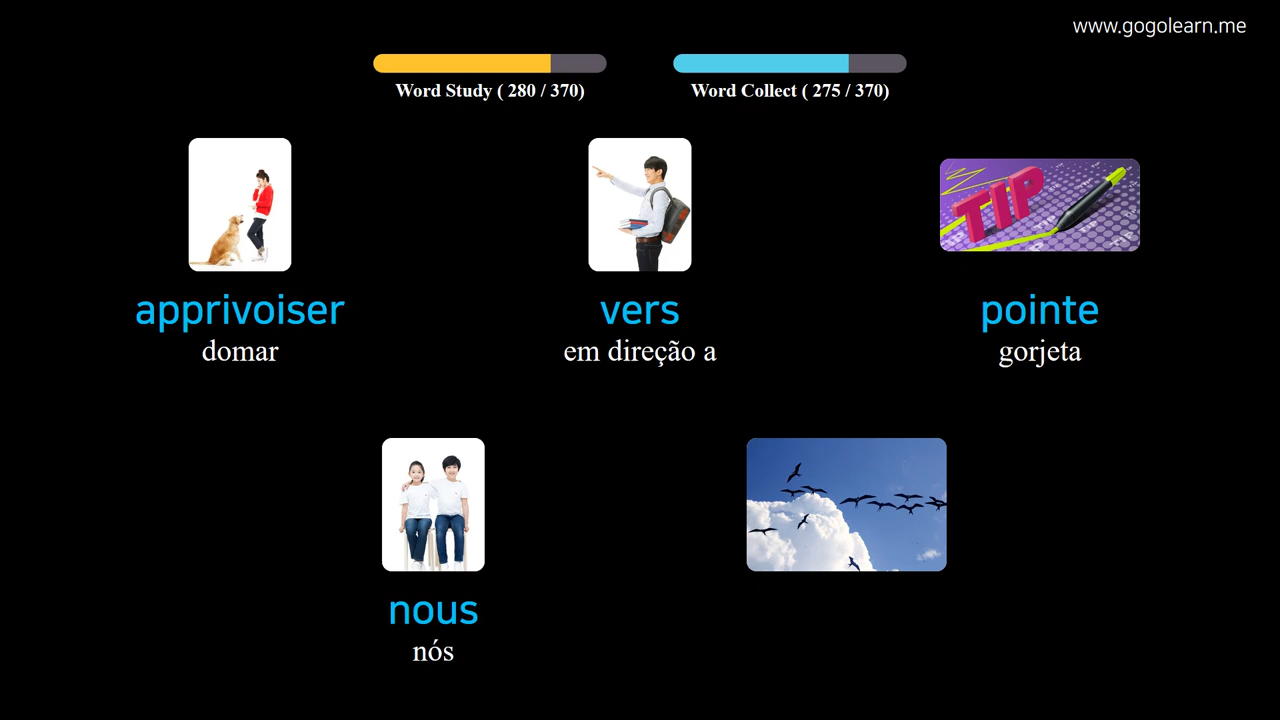 www.gogolearn.me
Word Study ( 280 / 370)
Word Collect ( 275 / 370)
apprivoiser
domar
vers
em direção a
TIP
pointe
gorjeta
nous
nós